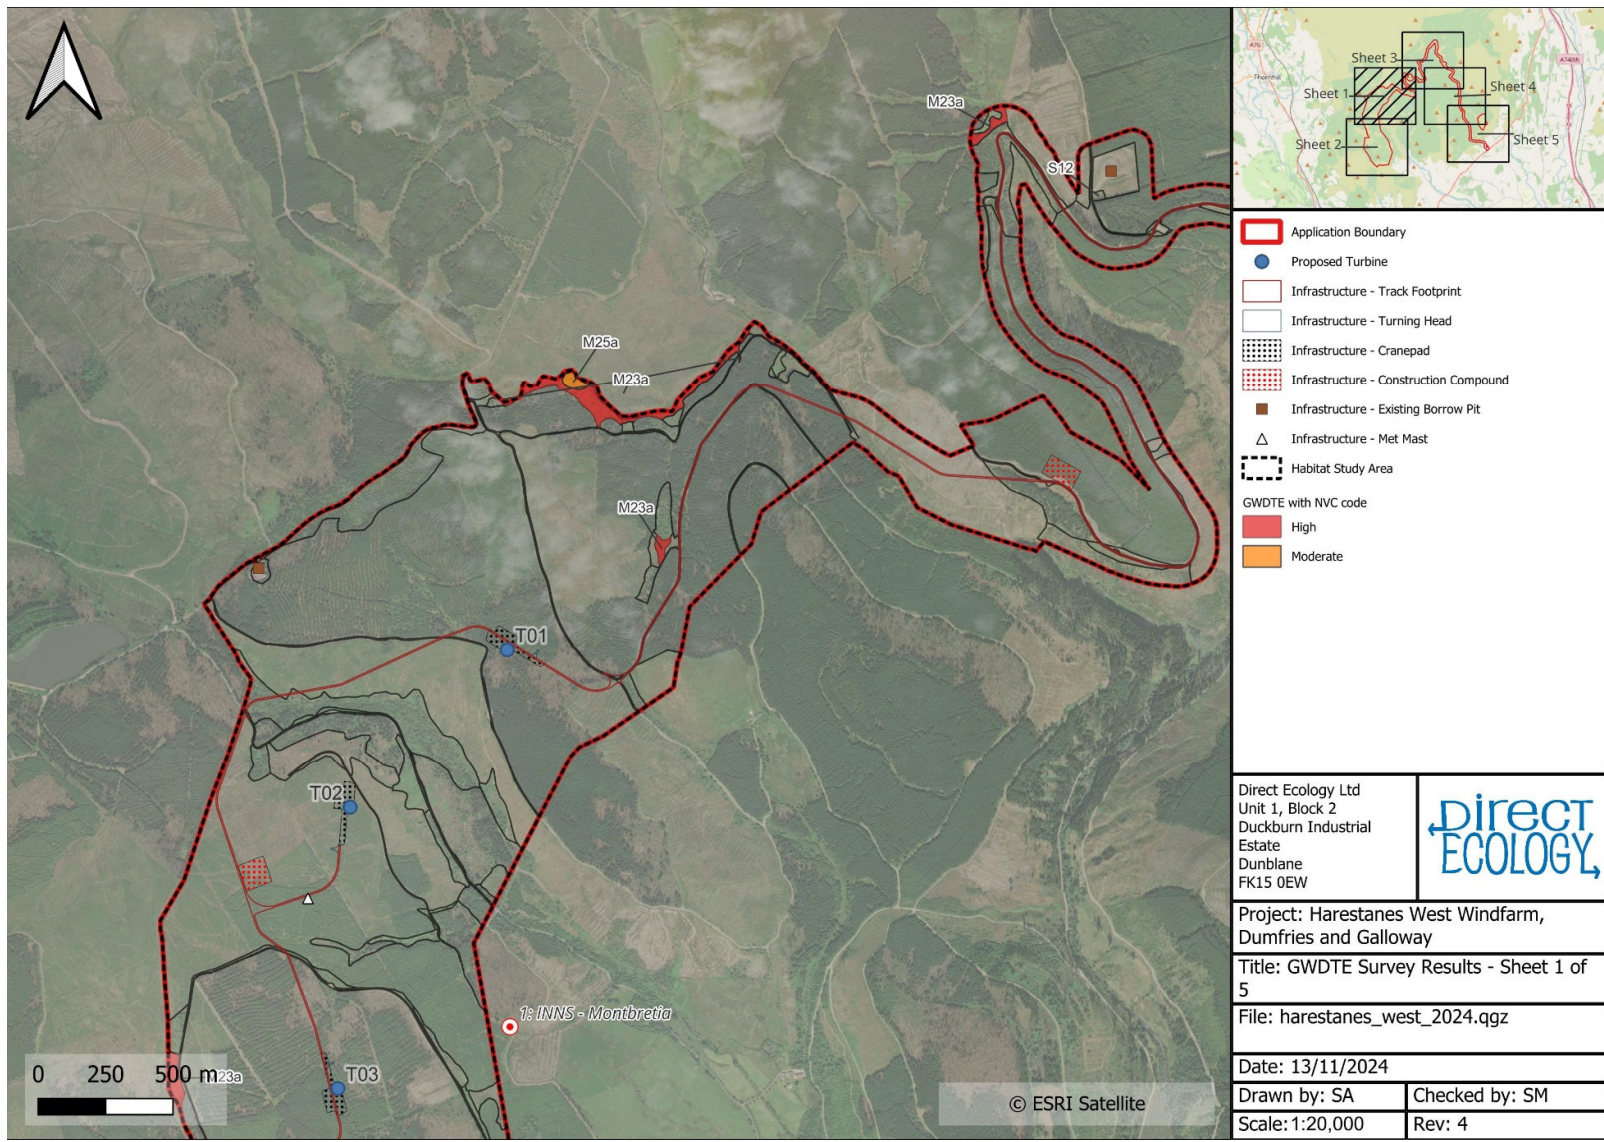 M23a
S12
M25a
M23a
M23a
T01
T02
1: INNS - Montbretia
T03
M23a
0 250 500 m
© ESRI Satellite
A76
A74(M)
Thornhill
Sheet 3
Sheet 1
Sheet 4
Sheet 2
Sheet 5
Application Boundary
Proposed Turbine
Infrastructure - Track Footprint
Infrastructure - Turning Head
Infrastructure - Cranepad
Infrastructure - Construction Compound
Infrastructure - Existing Borrow Pit
Infrastructure - Met Mast
Habitat Study Area
GWDTE with NVC code
High
Moderate
Direct Ecology Ltd
Unit 1, Block 2
Duckburn Industrial
Estate
Dunblane
FK15 0EW
Direct
ECOLOGY
Project: Harestanes West Windfarm,
Dumfries and Galloway
Title: GWDTE Survey Results - Sheet 1 of
5
File: harestanes_west_2024.qgz
Date: 13/11/2024
Drawn by: SA
Checked by: SM
Scale:1:20,000
Rev: 4